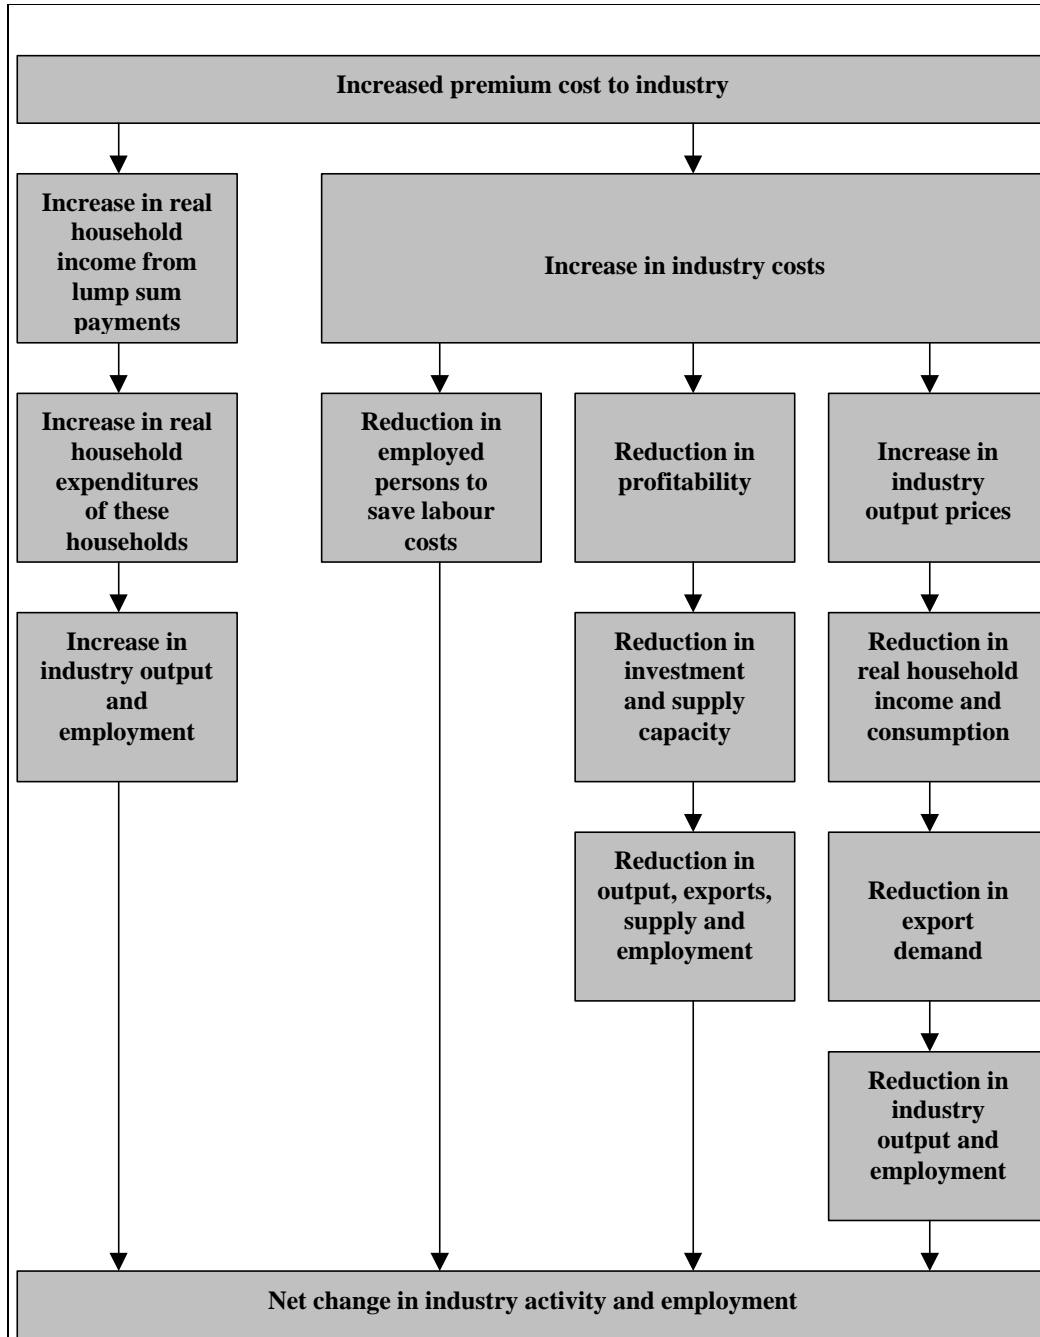 Increased premium cost to industry
Increase in real
household
income from
lump sum
payments
Increase in industry costs
Increase in real
household
expenditures
of these
households
Reduction in
employed
persons to
save labour
costs
Reduction in
profitability
Increase in
industry
output prices
Increase in
industry output
and
employment
Reduction in
investment
and supply
capacity
Reduction in
real household
income and
consumption
Reduction in
output, exports,
supply and
employment
Reduction in
export
demand
Reduction in
industry
output and
employment
Net change in industry activity and employment